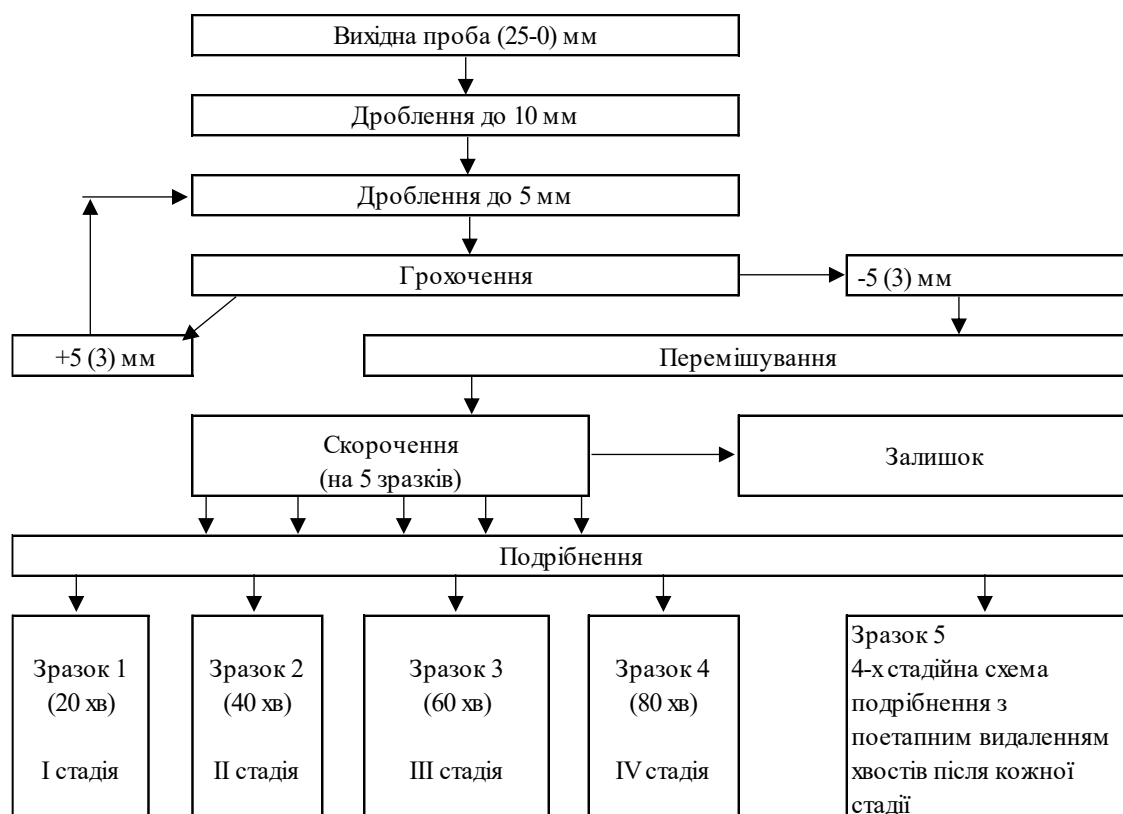 Вихідна проба (25-0) мм
Дроблення до 10 мм
Дроблення до 5 мм
Грохочення
-5 (3) мм
+5 (3) мм
Перемішування
Скорочення
(на 5 зразків)
Залишок
Подрібнення
Зразок 1
(20 хв)
I стадія
Зразок 2
(40 хв)
II стадія
Зразок 3
(60 хв)
III стадія
Зразок 4
(80 хв)
IV стадія
Зразок 5
4-х стадійна схема
подрібнення з
поетапним видаленням
хвостів після кожної
стадії